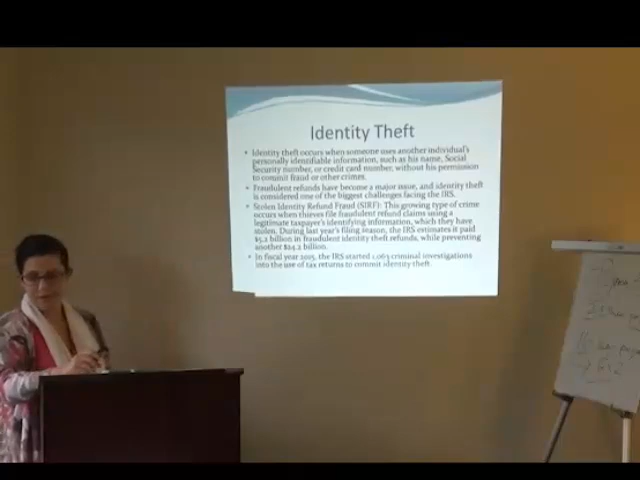 Identity Theft
• Identity theft occurs when someone uses another individual's
personally identifiable information, such as his name, Social
Security number, or credit card number, without his permission
to commit fraud or other crimes.
• Fraudulent refunds have become a major issue, and identity theft
is considered one of the biggest challenges facing the IRS.
• Stolen Identity Refund Fraud (SIRF): This growing type of crime
occurs when thieves file fraudulent refund claims using a
legitimate taxpayer's identifying information, which they have
stolen. During last year's filing season, the IRS estimates it paid
$5.2 billion in fraudulent identity theft refunds, while preventing
another $24.2 billion.
• In fiscal year 2015, the IRS started 1,063 criminal investigations
into the use of tax returns to commit identity theft.